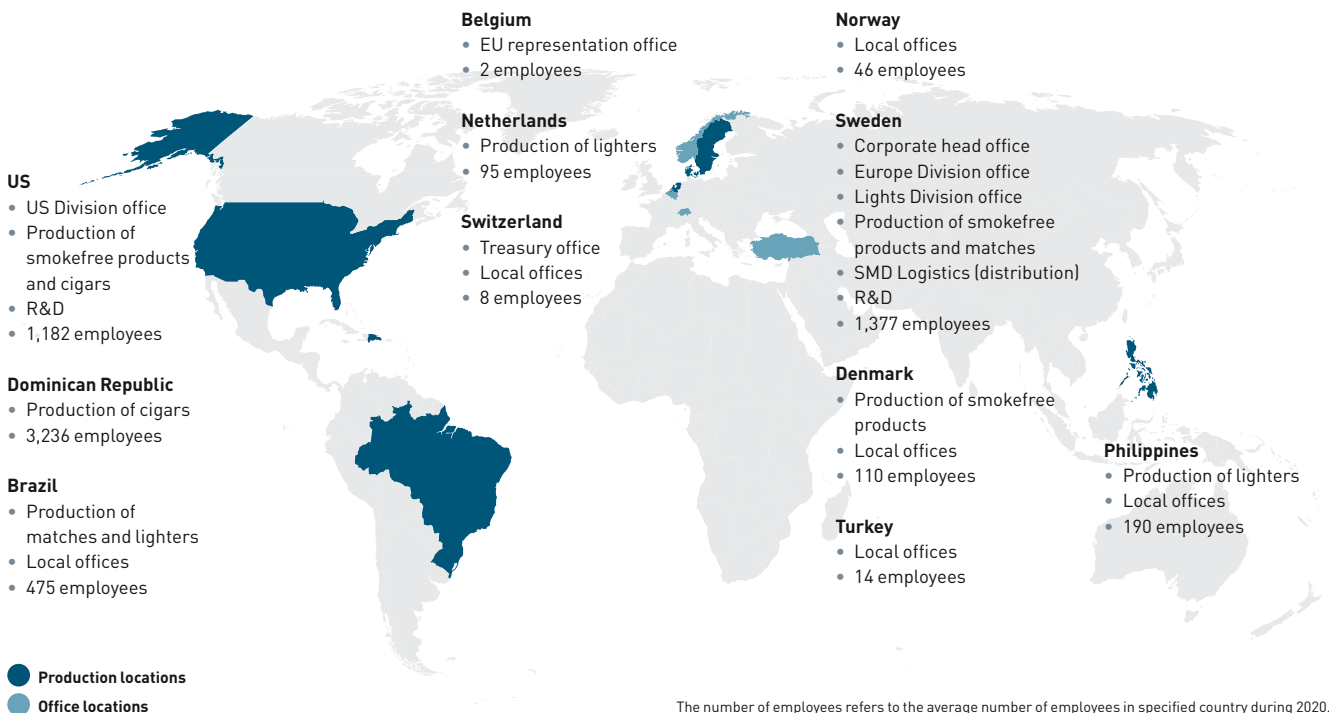 US
• US Division office
• Production of
smokefree products
and cigars
• R&D
• 1,182 employees
Dominican Republic
• Production of cigars
• 3,236 employees
Brazil
• Production of
matches and lighters
• Local offices
• 475 employees
Belgium
• EU representation office
• 2 employees
Netherlands
• Production of lighters
• 95 employees
Switzerland
• Treasury office
• Local offices
• 8 employees
Norway
• Local offices
• 46 employees
Sweden
• Corporate head office
• Europe Division office
• Lights Division office
• Production of smokefree
products and matches
• SMD Logistics (distribution)
• R&D
• 1,377 employees
Denmark
• Production of smokefree
products
• Local offices
• 110 employees
Turkey
• Local offices
• 14 employees
Philippines
• Production of lighters
• Local offices
• 190 employees
Production locations
Office locations
The number of employees refers to the average number of employees in specified country during 2020.